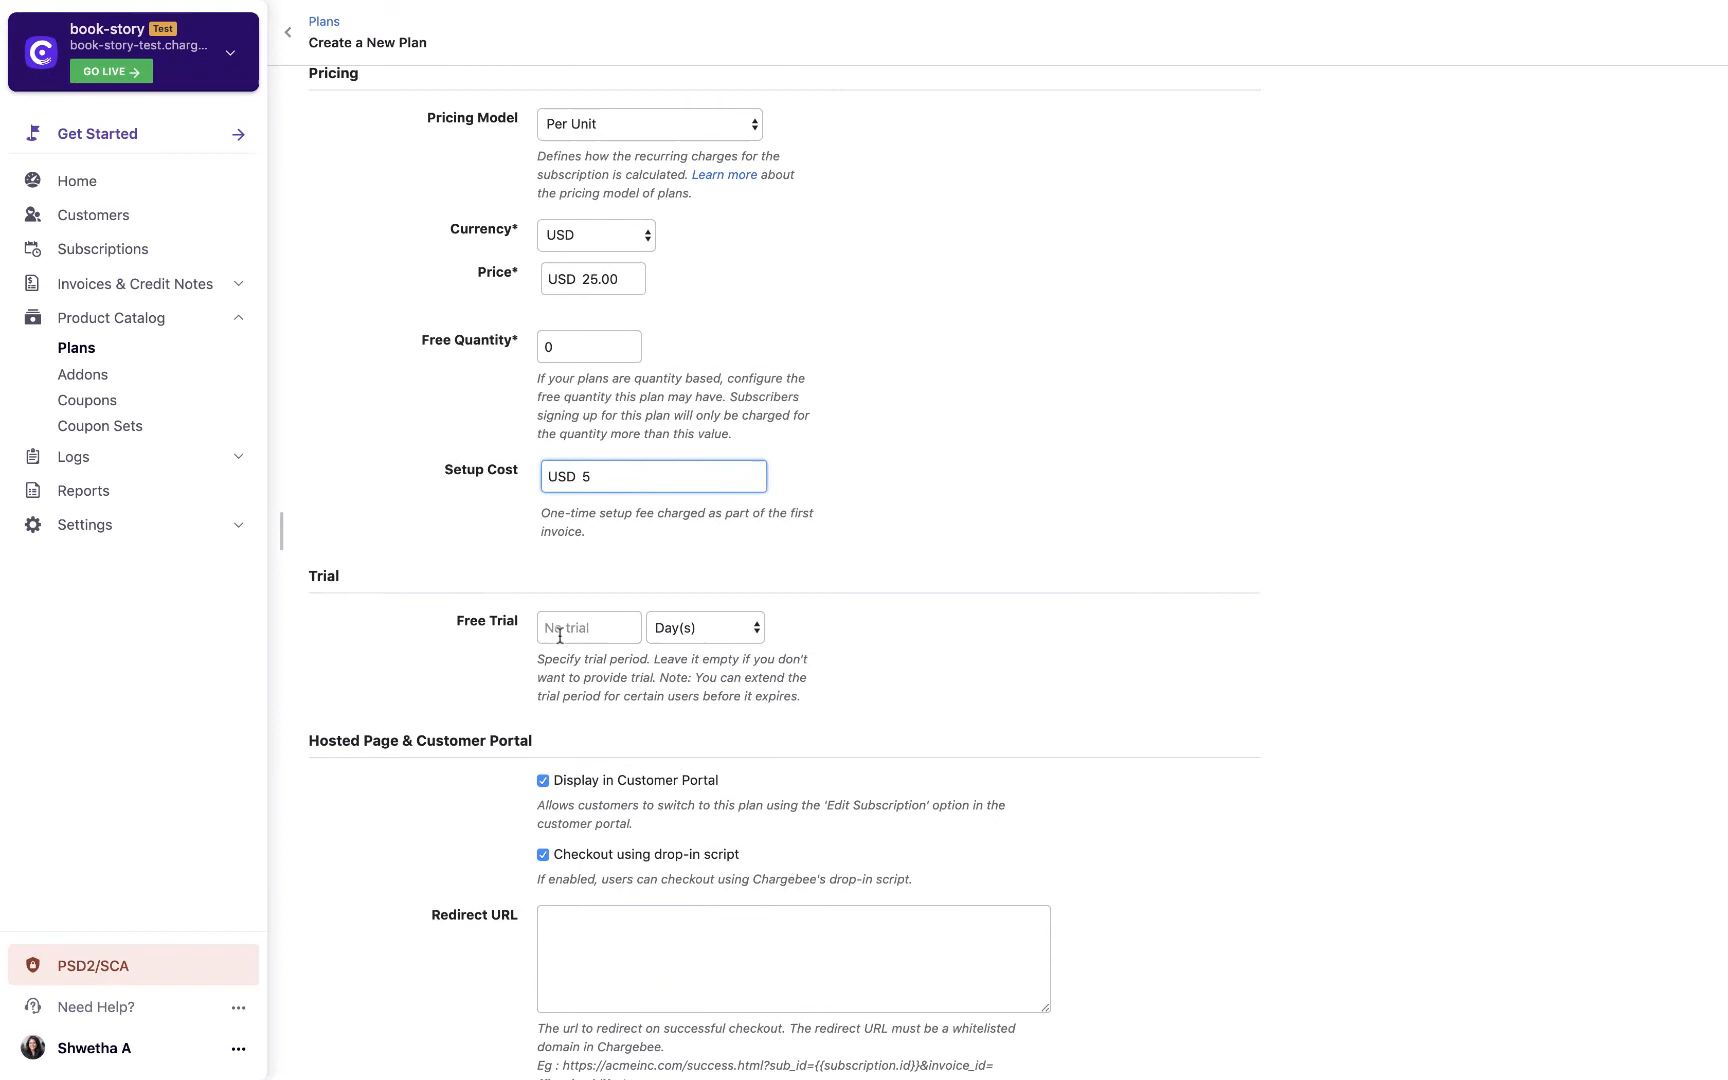 book-story Test
book-story-test.charg...
GO LIVE →
Get Started
Home
Customers
Subscriptions
Invoices & Credit Notes
Product Catalog
Plans
Addons
Coupons
Coupon Sets
Logs
Reports
Settings
PSD2/SCA
Need Help?
Shwetha A
Plans
Create a New Plan
Pricing
Pricing Model
Per Unit
Defines how the recurring charges for the
subscription is calculated. Learn more about
the pricing model of plans.
Currency*
USD
Price*
USD 25.00
Free Quantity*
0
If your plans are quantity based, configure the
free quantity this plan may have. Subscribers
signing up for this plan will only be charged for
the quantity more than this value.
Setup Cost
USD 5
One-time setup fee charged as part of the first
invoice.
Trial
Free Trial
No trial
Day(s)
Specify trial period. Leave it empty if you don't
want to provide trial. Note: You can extend the
trial period for certain users before it expires.
Hosted Page & Customer Portal
Display in Customer Portal
Allows customers to switch to this plan using the 'Edit Subscription' option in the
customer portal.
Checkout using drop-in script
If enabled, users can checkout using Chargebee's drop-in script.
Redirect URL
The url to redirect on successful checkout. The redirect URL must be a whitelisted
domain in Chargebee.
Eg : https://acmeinc.com/success.html?sub_id={{subscription.id}}&invoice_id=